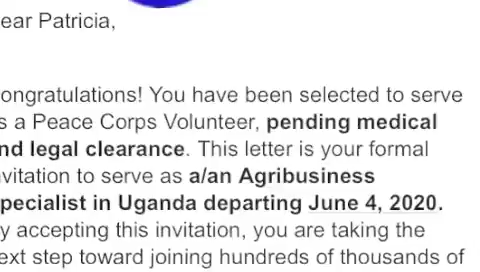 ear Patricia,
ongratulations! You have been selected to serve
s a Peace Corps Volunteer, pending medical
nd legal clearance. This letter is your formal
vitation to serve as a/an Agribusiness
pecialist in Uganda departing June 4, 2020.
y accepting this invitation, you are taking the
ext step toward joining hundreds of thousands of